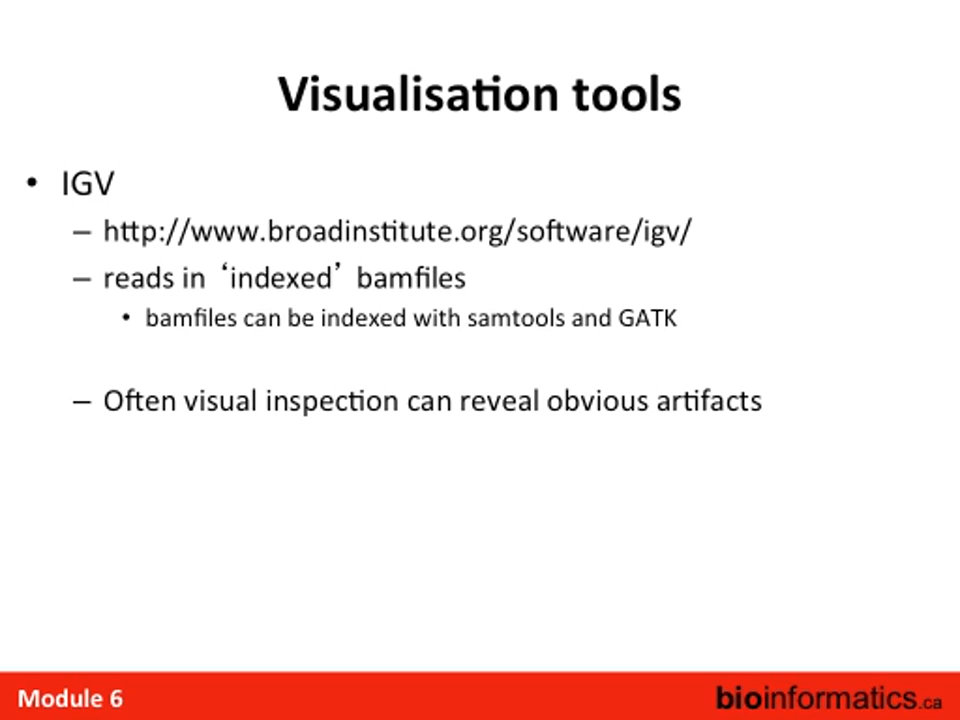 Visualisation tools
• IGV
– http://www.broadinstitute.org/software/igv/
– reads in ‘indexed’ bamfiles
• bamfiles can be indexed with samtools and GATK
– Often visual inspection can reveal obvious artifacts
Module 6
bioinformatics.ca